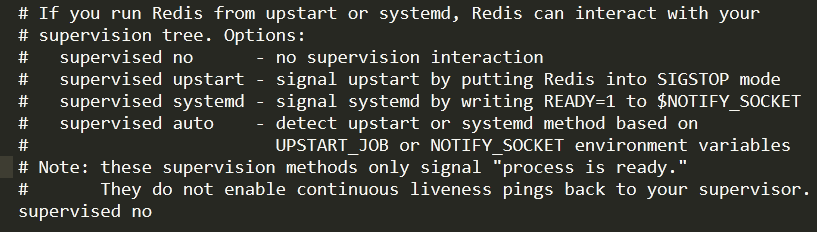 # If you run Redis from upstart or systemd, Redis can interact with your
# supervision tree. Options:
#   supervised no      - no supervision interaction
#   supervised upstart - signal upstart by putting Redis into SIGSTOP mode
#   supervised systemd - signal systemd by writing READY=1 to $NOTIFY_SOCKET
#   supervised auto    - detect upstart or systemd method based on
#                        UPSTART_JOB or NOTIFY_SOCKET environment variables
# Note: these supervision methods only signal "process is ready."
#       They do not enable continuous liveness pings back to your supervisor.
supervised no